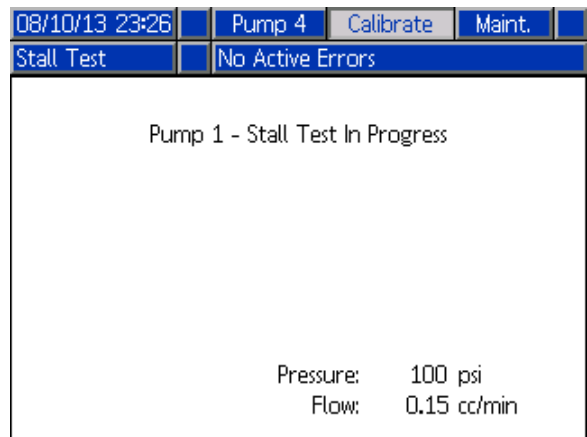 08/10/13 23:26 Pump 4 Calibrate Maint.
Stall Test No Active Errors
Pump 1 - Stall Test In Progress
Pressure: 100 psi
Flow: 0.15 cc/min